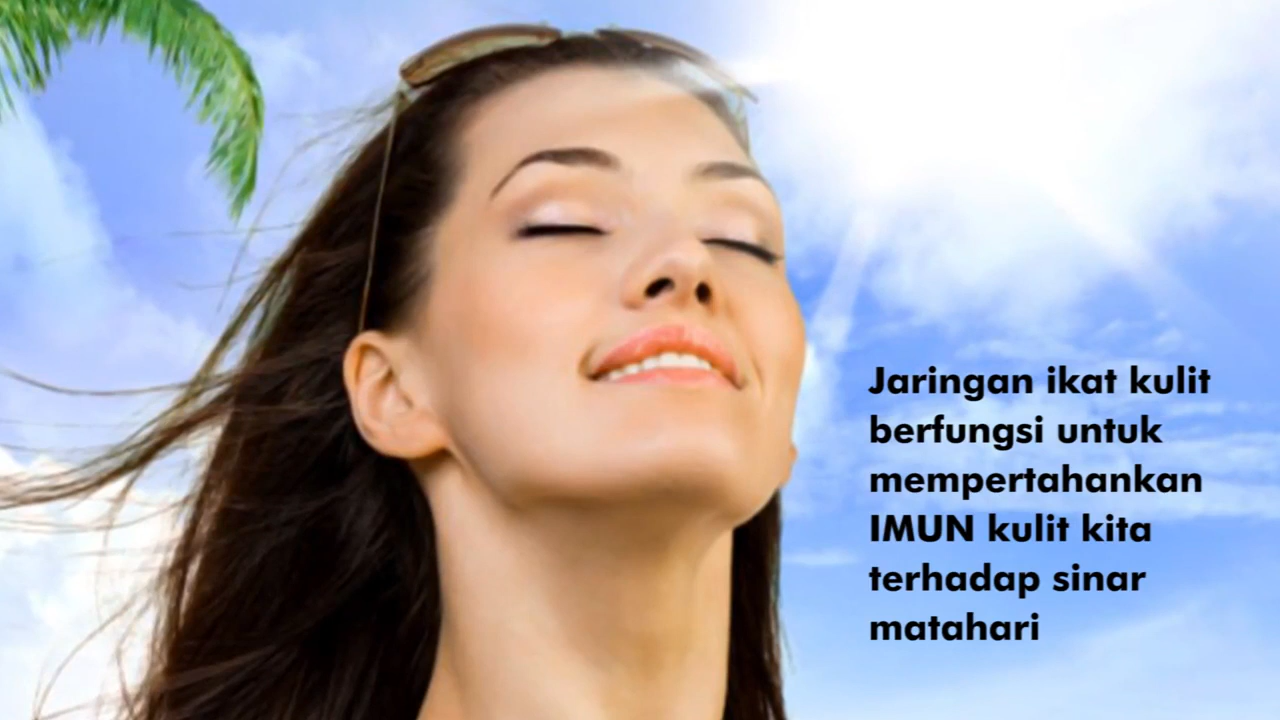 Jaringan ikat kulit
berfungsi untuk
mempertahankan
IMUN kulit kita
terhadap sinar
matahari